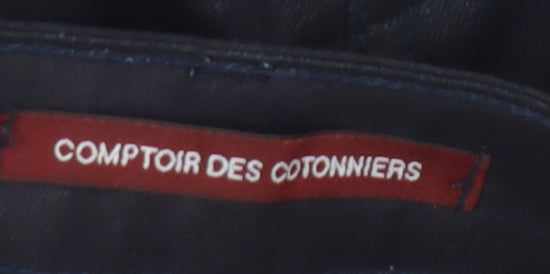 COMPTOIR DES COTONNIERS